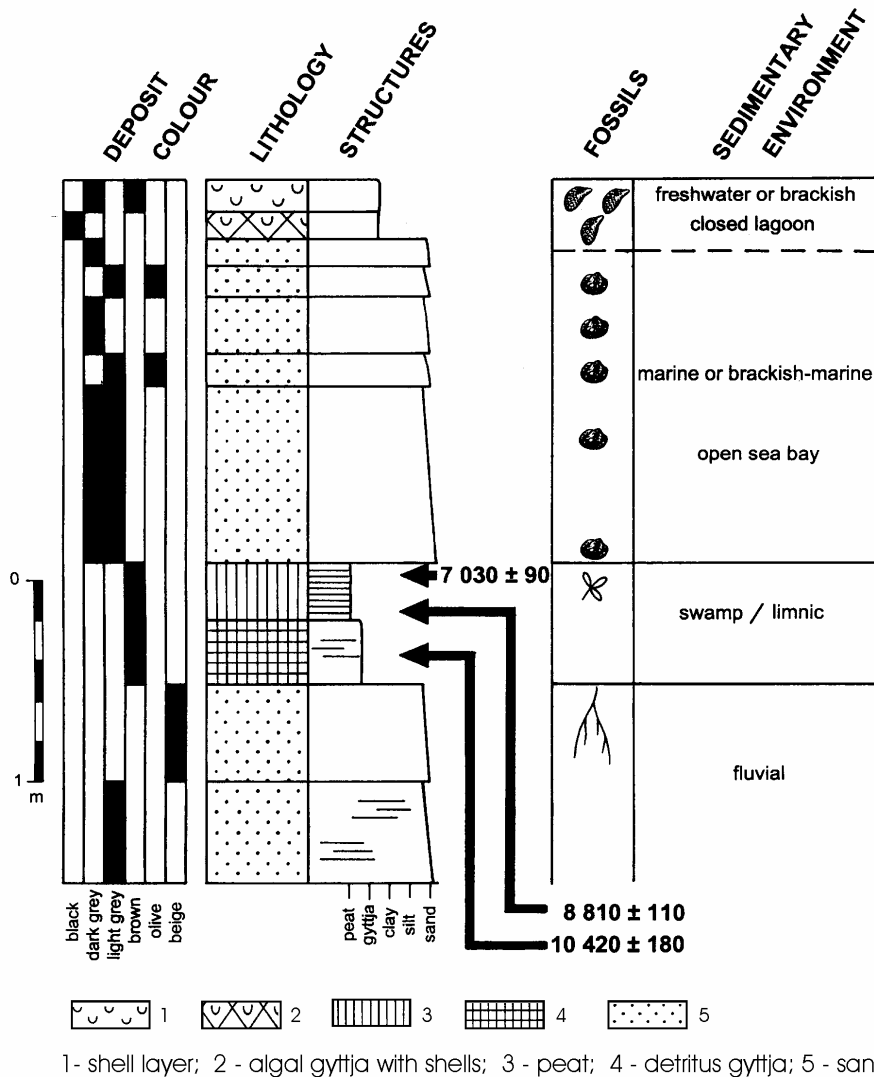 DEPOSIT
COLOUR
LITHOLOGY
STRUCTURES
FOSSILS
SEDIMENTARY
ENVIRONMENT
freshwater or brackish
closed lagoon
marine or brackish-marine
open sea bay
0
7 030 ± 90
swamp / limnic
1
m
fluvial
black
dark grey
light grey
brown
olive
beige
peat
gyttja
clay
silt
sand
8 810 ± 110
10 420 ± 180
1
2
3
4
5
1 - shell layer; 2 - algal gyttja with shells; 3 - peat; 4 - detritus gyttja; 5 - san